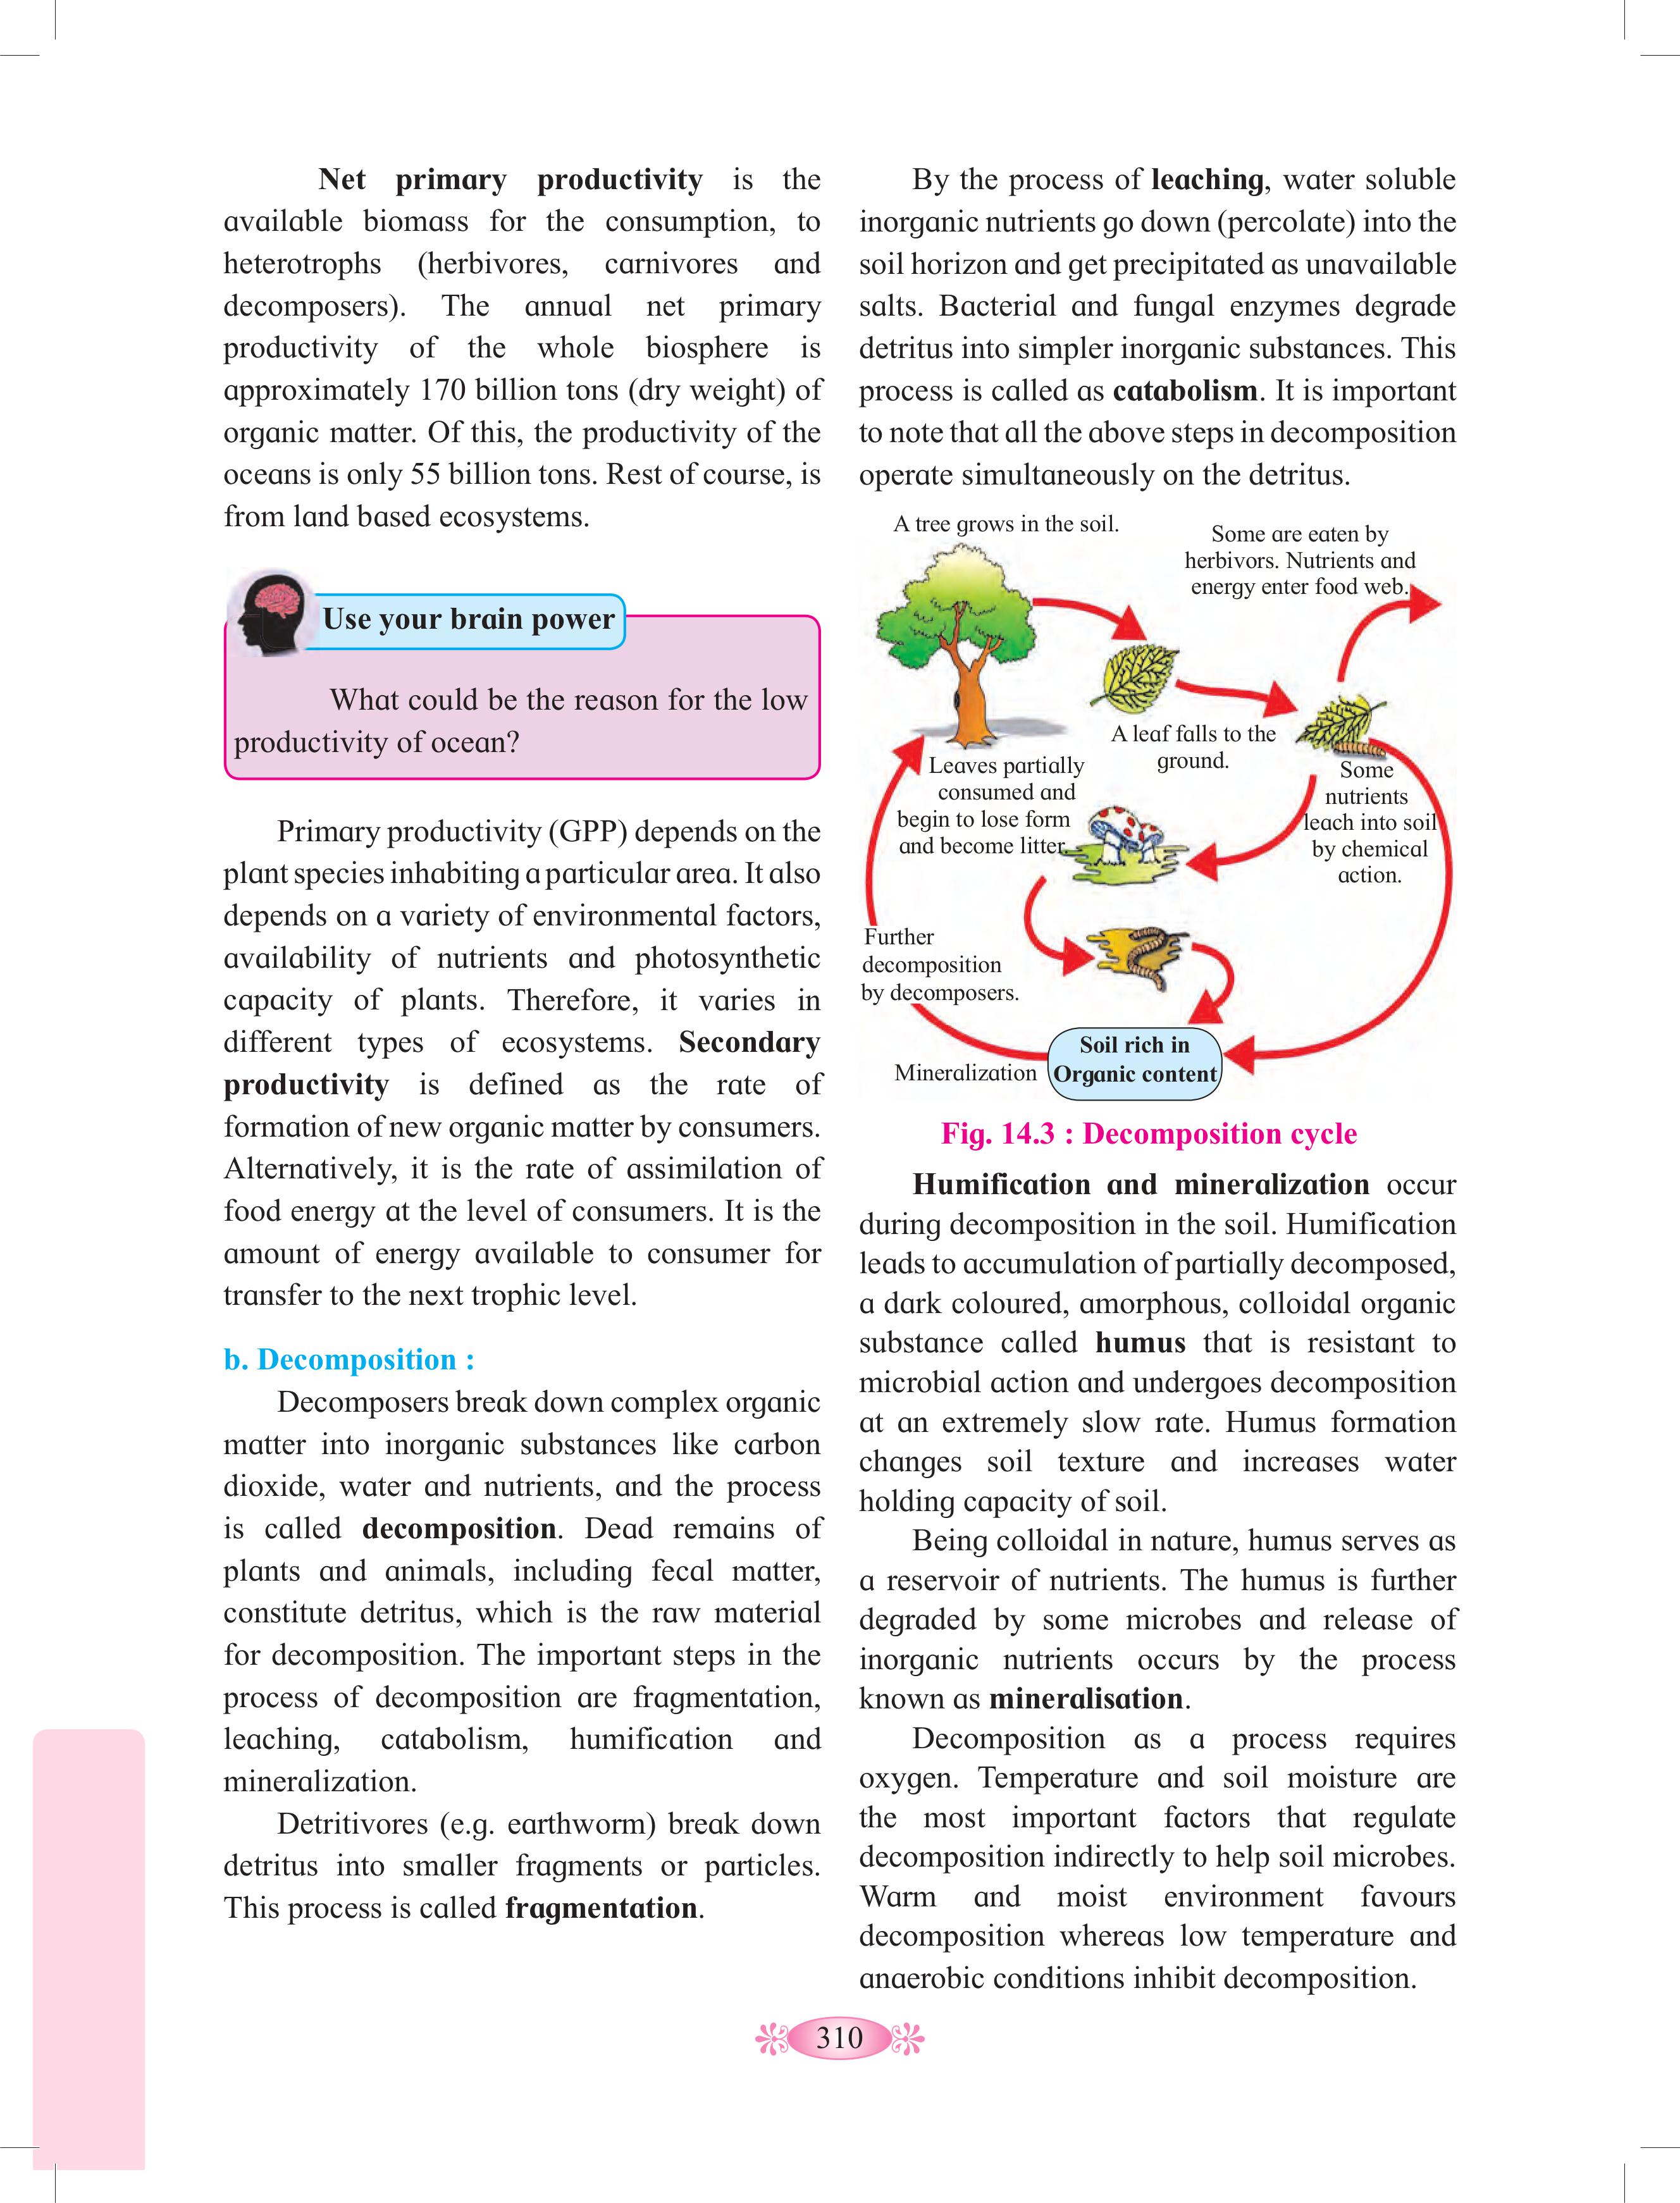 Net primary productivity is the
available biomass for the consumption, to
heterotrophs (herbivores, carnivores and
decomposers). The annual net primary
productivity of the whole biosphere is
approximately 170 billion tons (dry weight) of
organic matter. Of this, the productivity of the
oceans is only 55 billion tons. Rest of course, is
from land based ecosystems.
Use your brain power
What could be the reason for the low
productivity of ocean?
Primary productivity (GPP) depends on the
plant species inhabiting a particular area. It also
depends on a variety of environmental factors,
availability of nutrients and photosynthetic
capacity of plants. Therefore, it varies in
different types of ecosystems. Secondary
productivity is defined as the rate of
formation of new organic matter by consumers.
Alternatively, it is the rate of assimilation of
food energy at the level of consumers. It is the
amount of energy available to consumer for
transfer to the next trophic level.
b. Decomposition :
Decomposers break down complex organic
matter into inorganic substances like carbon
dioxide, water and nutrients, and the process
is called decomposition. Dead remains of
plants and animals, including fecal matter,
constitute detritus, which is the raw material
for decomposition. The important steps in the
process of decomposition are fragmentation,
leaching, catabolism, humification and
mineralization.
Detritivores (e.g. earthworm) break down
detritus into smaller fragments or particles.
This process is called fragmentation.
By the process of leaching, water soluble
inorganic nutrients go down (percolate) into the
soil horizon and get precipitated as unavailable
salts. Bacterial and fungal enzymes degrade
detritus into simpler inorganic substances. This
process is called as catabolism. It is important
to note that all the above steps in decomposition
operate simultaneously on the detritus.
A tree grows in the soil.
Some are eaten by
herbivors. Nutrients and
energy enter food web.
A leaf falls to the
ground.
Leaves partially
consumed and
begin to lose form
and become litter.
Some
nutrients
leach into soil
by chemical
action.
Further
decomposition
by decomposers.
Mineralization
Soil rich in
Organic content
Fig. 14.3 : Decomposition cycle
Humification and mineralization occur
during decomposition in the soil. Humification
leads to accumulation of partially decomposed,
a dark coloured, amorphous, colloidal organic
substance called humus that is resistant to
microbial action and undergoes decomposition
at an extremely slow rate. Humus formation
changes soil texture and increases water
holding capacity of soil.
Being colloidal in nature, humus serves as
a reservoir of nutrients. The humus is further
degraded by some microbes and release of
inorganic nutrients occurs by the process
known as mineralisation.
Decomposition as a process requires
oxygen. Temperature and soil moisture are
the most important factors that regulate
decomposition indirectly to help soil microbes.
Warm and moist environment favours
decomposition whereas low temperature and
anaerobic conditions inhibit decomposition.
310